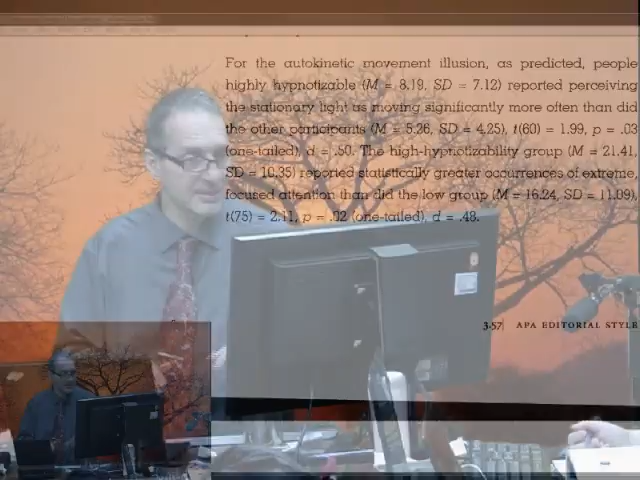 For the autokinetic movement illusion, as predicted, people
highly hypnotizable (M = 8.19, SD = 7.12) reported perceiving
the stationary light as moving significantly more often than did
the other participants (M = 5.26, SD = 4.25), t(60) = 1.99, p = .03
(one-tailed), d = .50. The high-hypnotizability group (M = 21.41,
SD = 10.35) reported statistically greater occurrences of extreme,
focused attention than did the low group (M = 16.24, SD = 11.09),
t(75) = 2.11, p = .02 (one-tailed), d = .48.
3.57 APA EDITORIAL STYLE